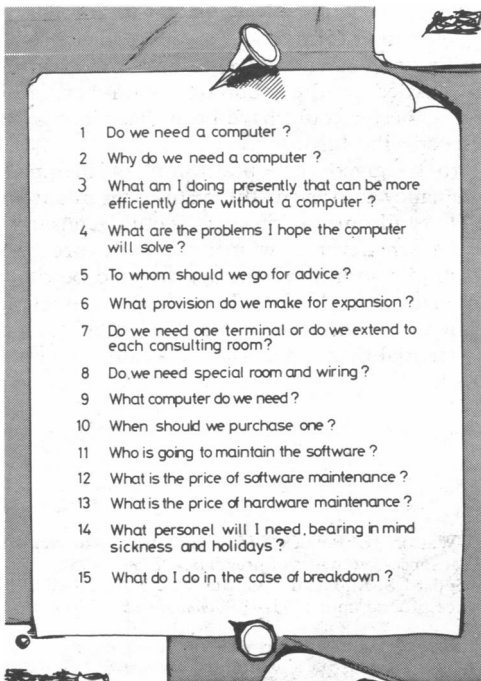 1 Do we need a computer ?
2 Why do we need a computer ?
3 What am I doing presently that can be more
efficiently done without a computer ?
4 What are the problems I hope the computer
will solve ?
5 To whom should we go for advice ?
6 What provision do we make for expansion ?
7 Do we need one terminal or do we extend to
each consulting room?
8 Do, we need special room and wiring ?
9 What computer do we need ?
10 When should we purchase one ?
11 Who is going to maintain the software ?
12 What is the price of software maintenance ?
13 What is the price of hardware maintenance ?
14 What personel will I need, bearing in mind
sickness and holidays ?
15 What do I do in the case of breakdown ?